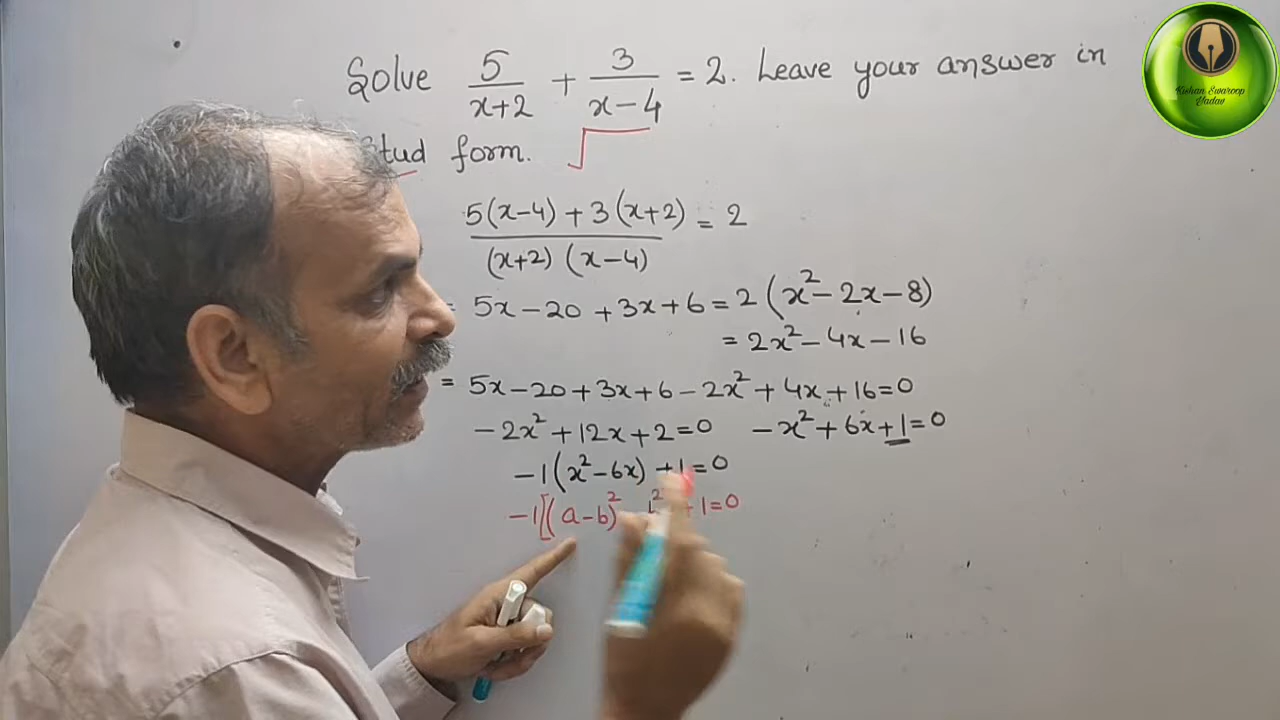 Solve 5/(x+2) + 3/(x-4) = 2. Leave your answer in
form. √
(5(x-4) + 3(x+2))/((x+2)(x-4)) = 2
= 5x - 20 + 3x + 6 = 2(x² - 2x - 8)
= 2x² - 4x - 16
= 5x - 20 + 3x + 6 - 2x² + 4x + 16 = 0
-2x² + 12x + 2 = 0 -x² + 6x + 1 = 0
-1(x² - 6x) + 1 = 0
-1[(a-b)² b² + 1 = 0
Kishan Swaroop
Yadav